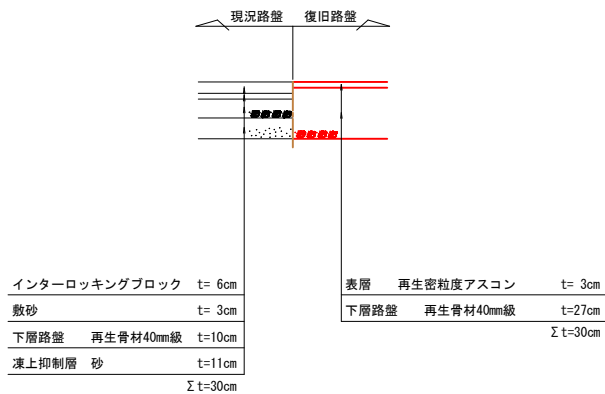 現況路盤 復旧路盤
インターロッキングブロック t= 6cm
敷砂 t= 3cm
下層路盤 再生骨材40mm級 t=10cm
凍上抑制層 砂 t=11cm
Σt=30cm
表層 再生密粒度アスコン t= 3cm
下層路盤 再生骨材40mm級 t=27cm
Σt=30cm